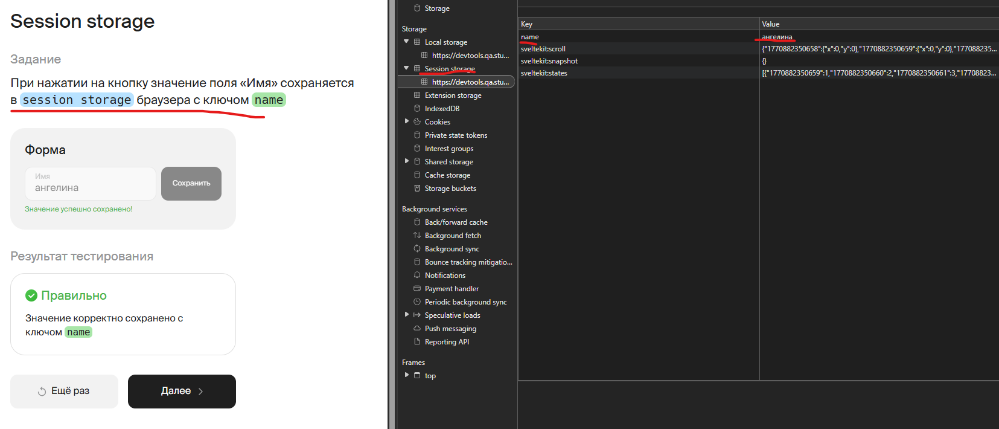 Session storage
Задание
При нажатии на кнопку значение поля «Имя» сохраняется
в session storage браузера с ключом name
Форма
Имя
ангелина
Сохранить
Значение успешно сохранено!
Результат тестирования
Правильно
Значение корректно сохранено с
ключом name
Ещё раз
Далее
Storage
Storage
Local storage
https://devtools.qa.stu...
Session storage
https://devtools.qa.stu...
Extension storage
IndexedDB
Cookies
Private state tokens
Interest groups
Shared storage
Cache storage
Storage buckets
Background services
Back/forward cache
Background fetch
Background sync
Bounce tracking mitigatio...
Notifications
Payment handler
Periodic background sync
Speculative loads
Push messaging
Reporting API
Frames
top
Key Value
name ангелина
sveltekit:scroll {"1770882350658":{"x":0,"y":0},"1770882350659":{"x":0,"y":0},"177088235...
sveltekit:snapshot {}
sveltekit:states [{"1770882350659":1,"1770882350660":2,"1770882350661":3,"17708823...